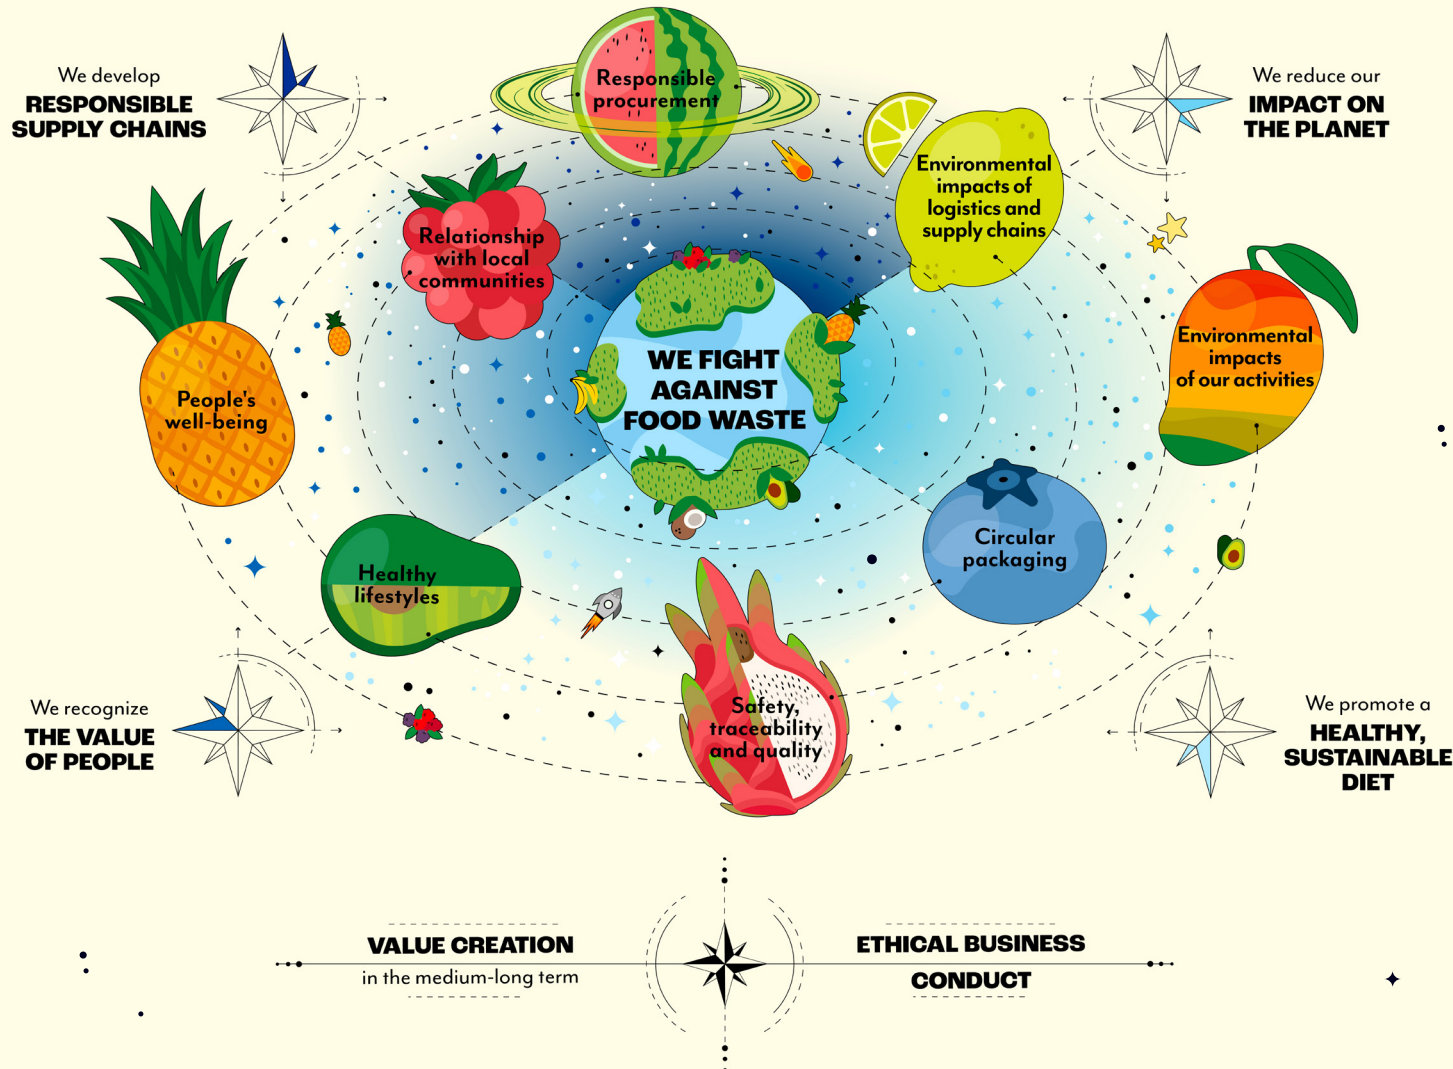 We develop
RESPONSIBLE
SUPPLY CHAINS
We reduce our
IMPACT ON
THE PLANET
Responsible
procurement
Environmental
impacts of
logistics and
supply chains
Relationship
with local
communities
Environmental
impacts
of our activities
WE FIGHT
AGAINST
FOOD WASTE
People's
well-being
Circular
packaging
Healthy
lifestyles
Safety,
traceability
and quality
We recognize
THE VALUE
OF PEOPLE
We promote a
HEALTHY,
SUSTAINABLE
DIET
VALUE CREATION
in the medium-long term
ETHICAL BUSINESS
CONDUCT